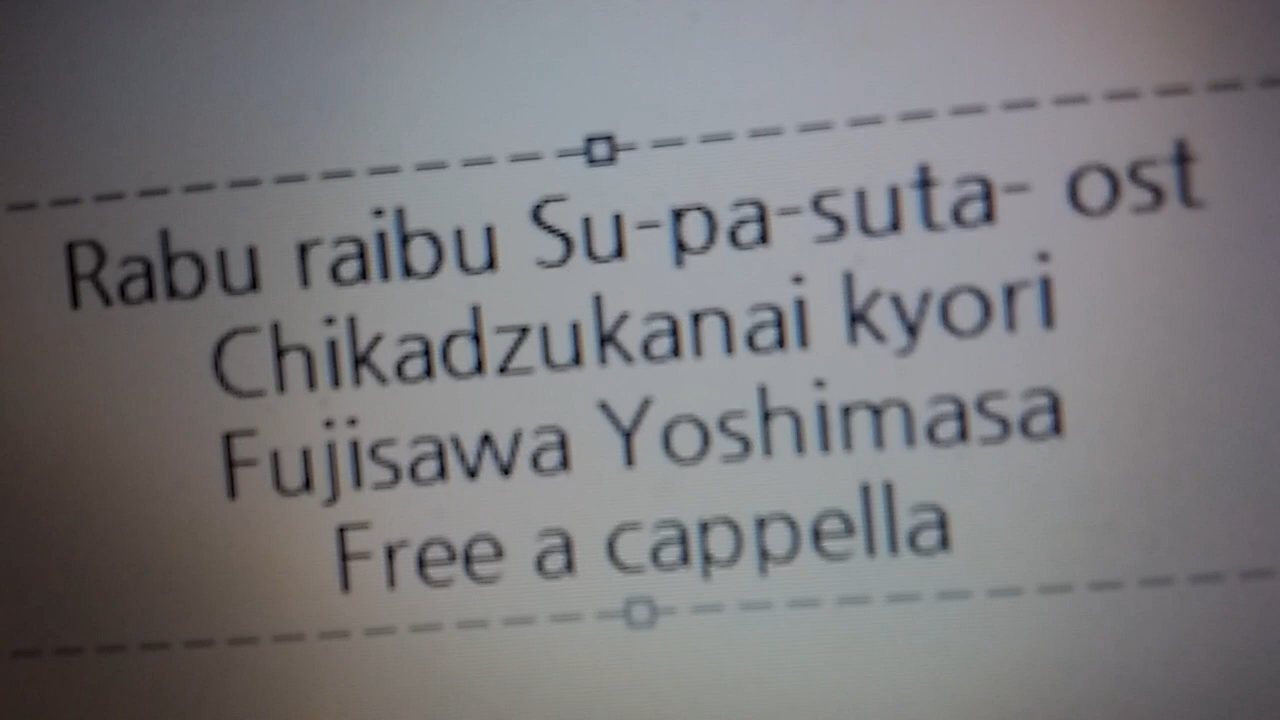 Rabu raibu Su-pa-suta- ost
Chikadzukanai kyori
Fujisawa Yoshimasa
Free a cappella